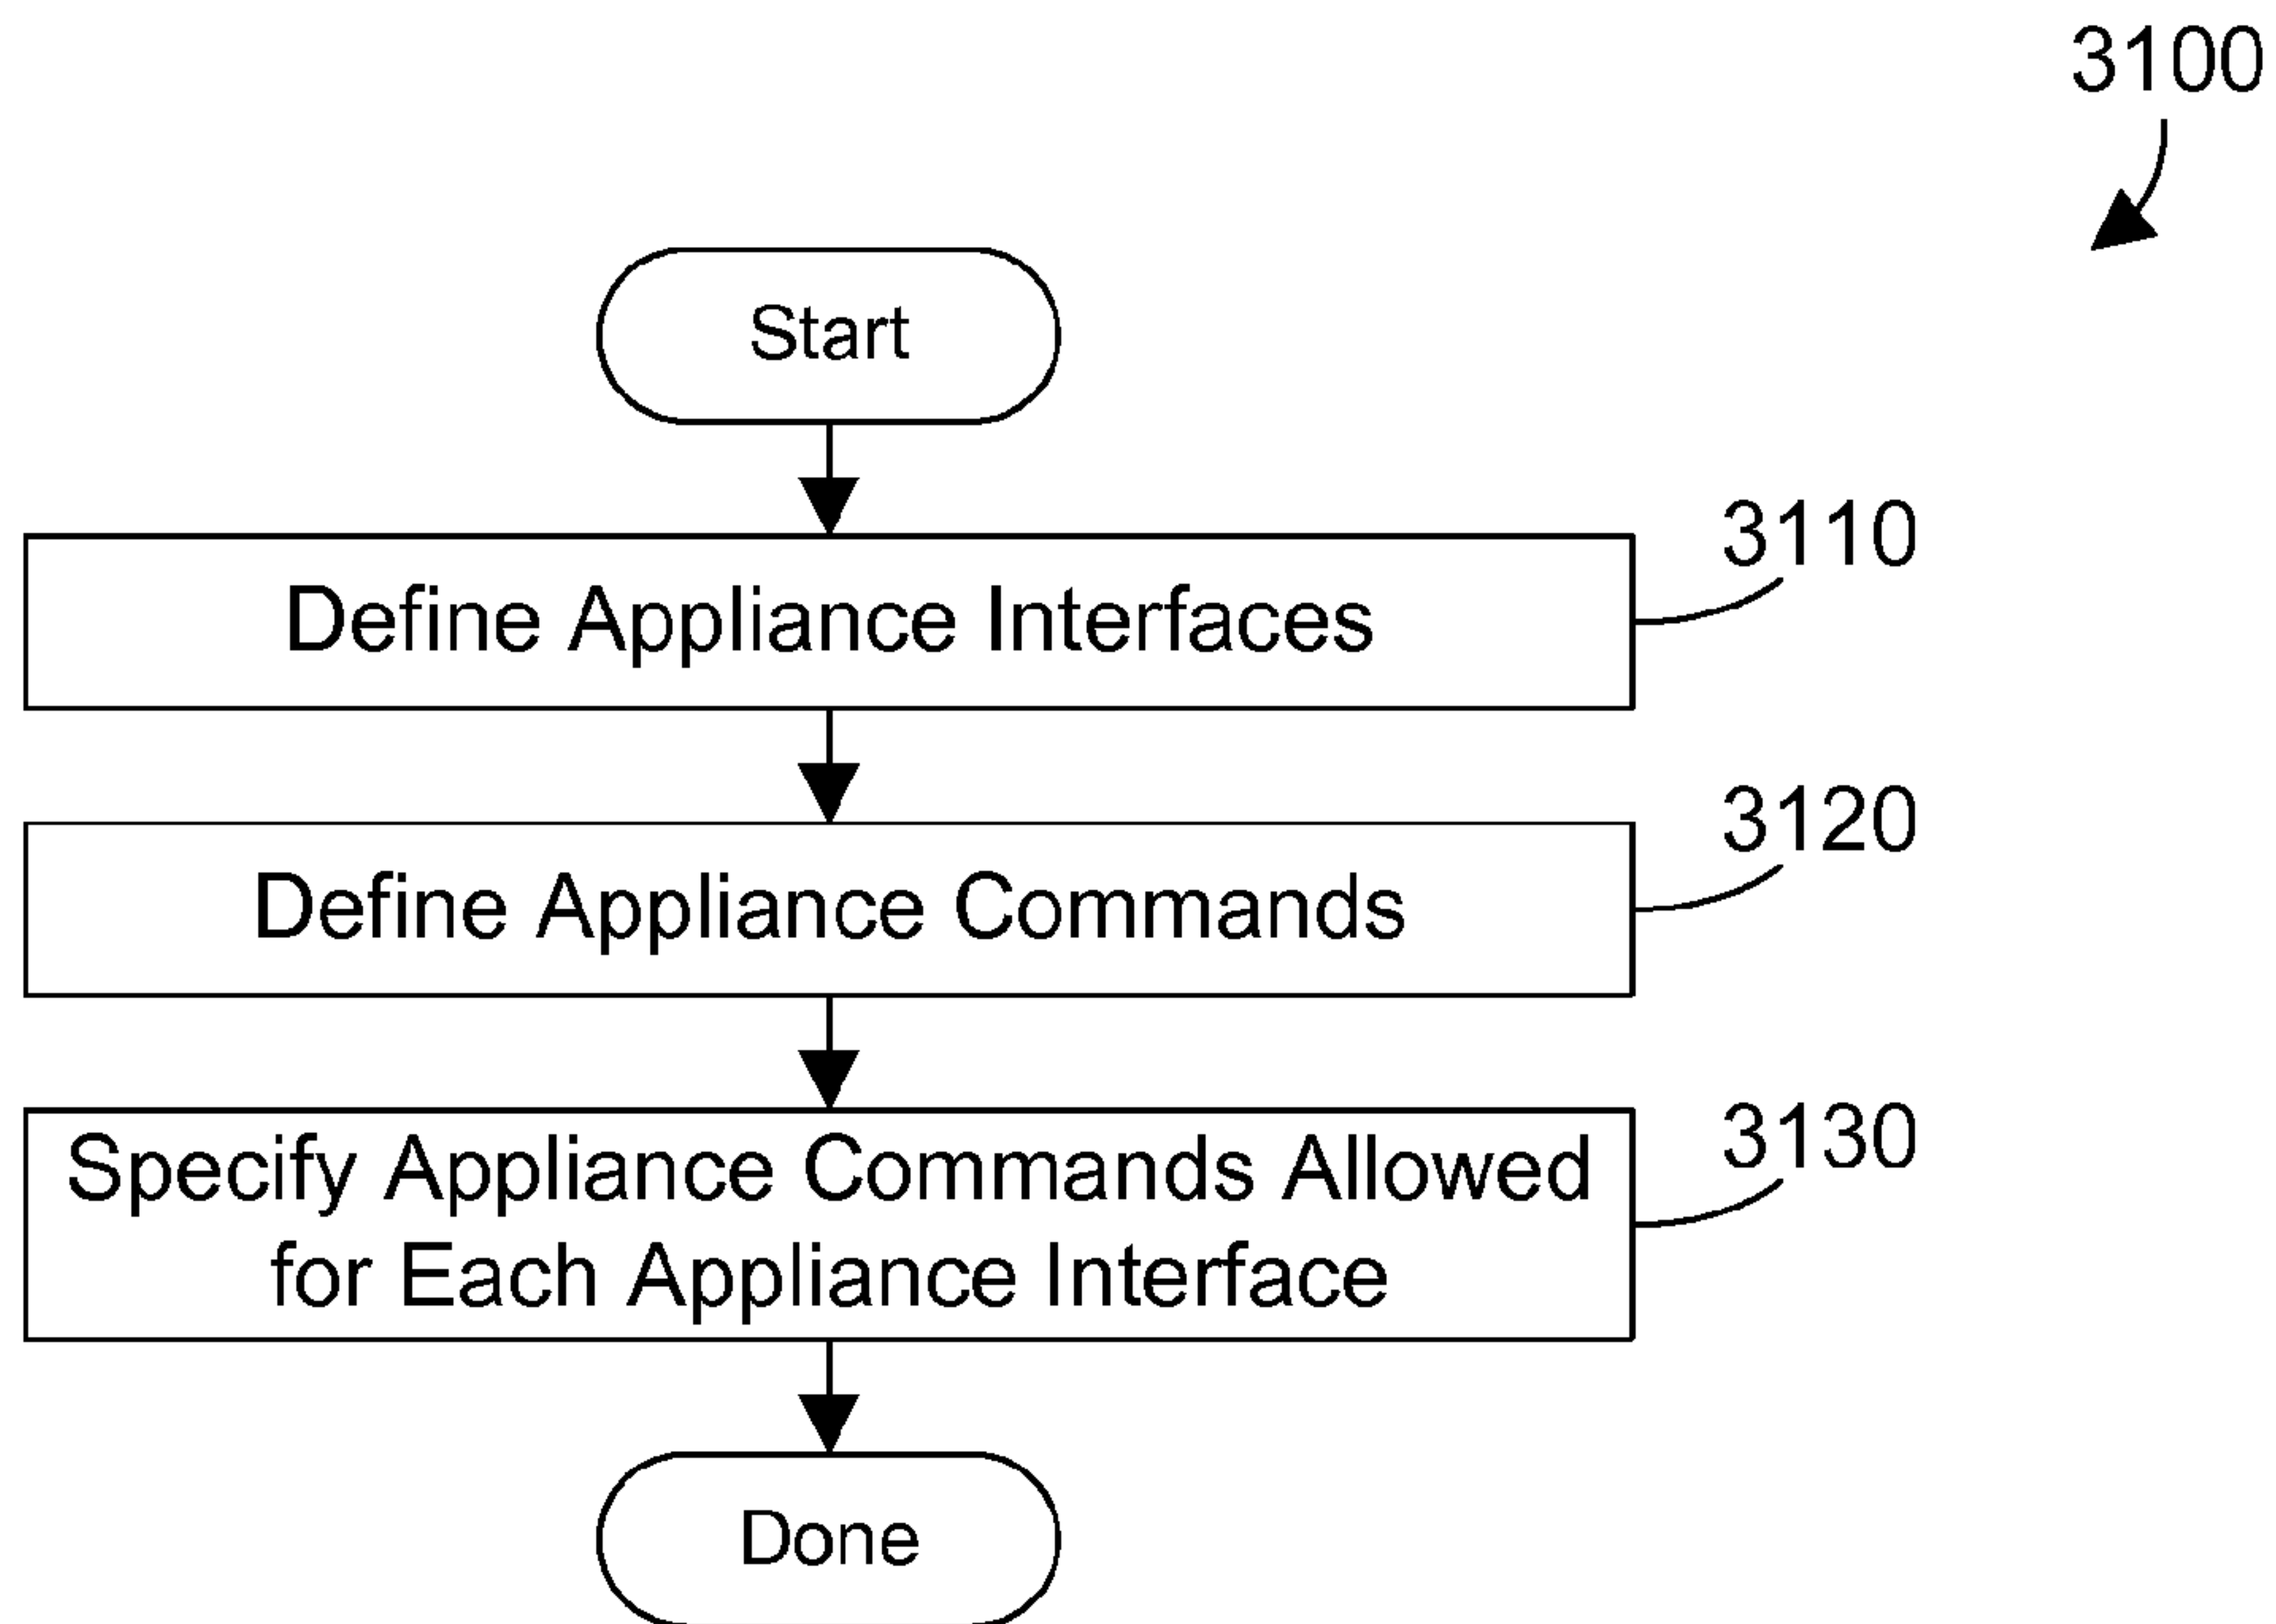 3100
Start
3110
Define Appliance Interfaces
3120
Define Appliance Commands
3130
Specify Appliance Commands Allowed
for Each Appliance Interface
Done